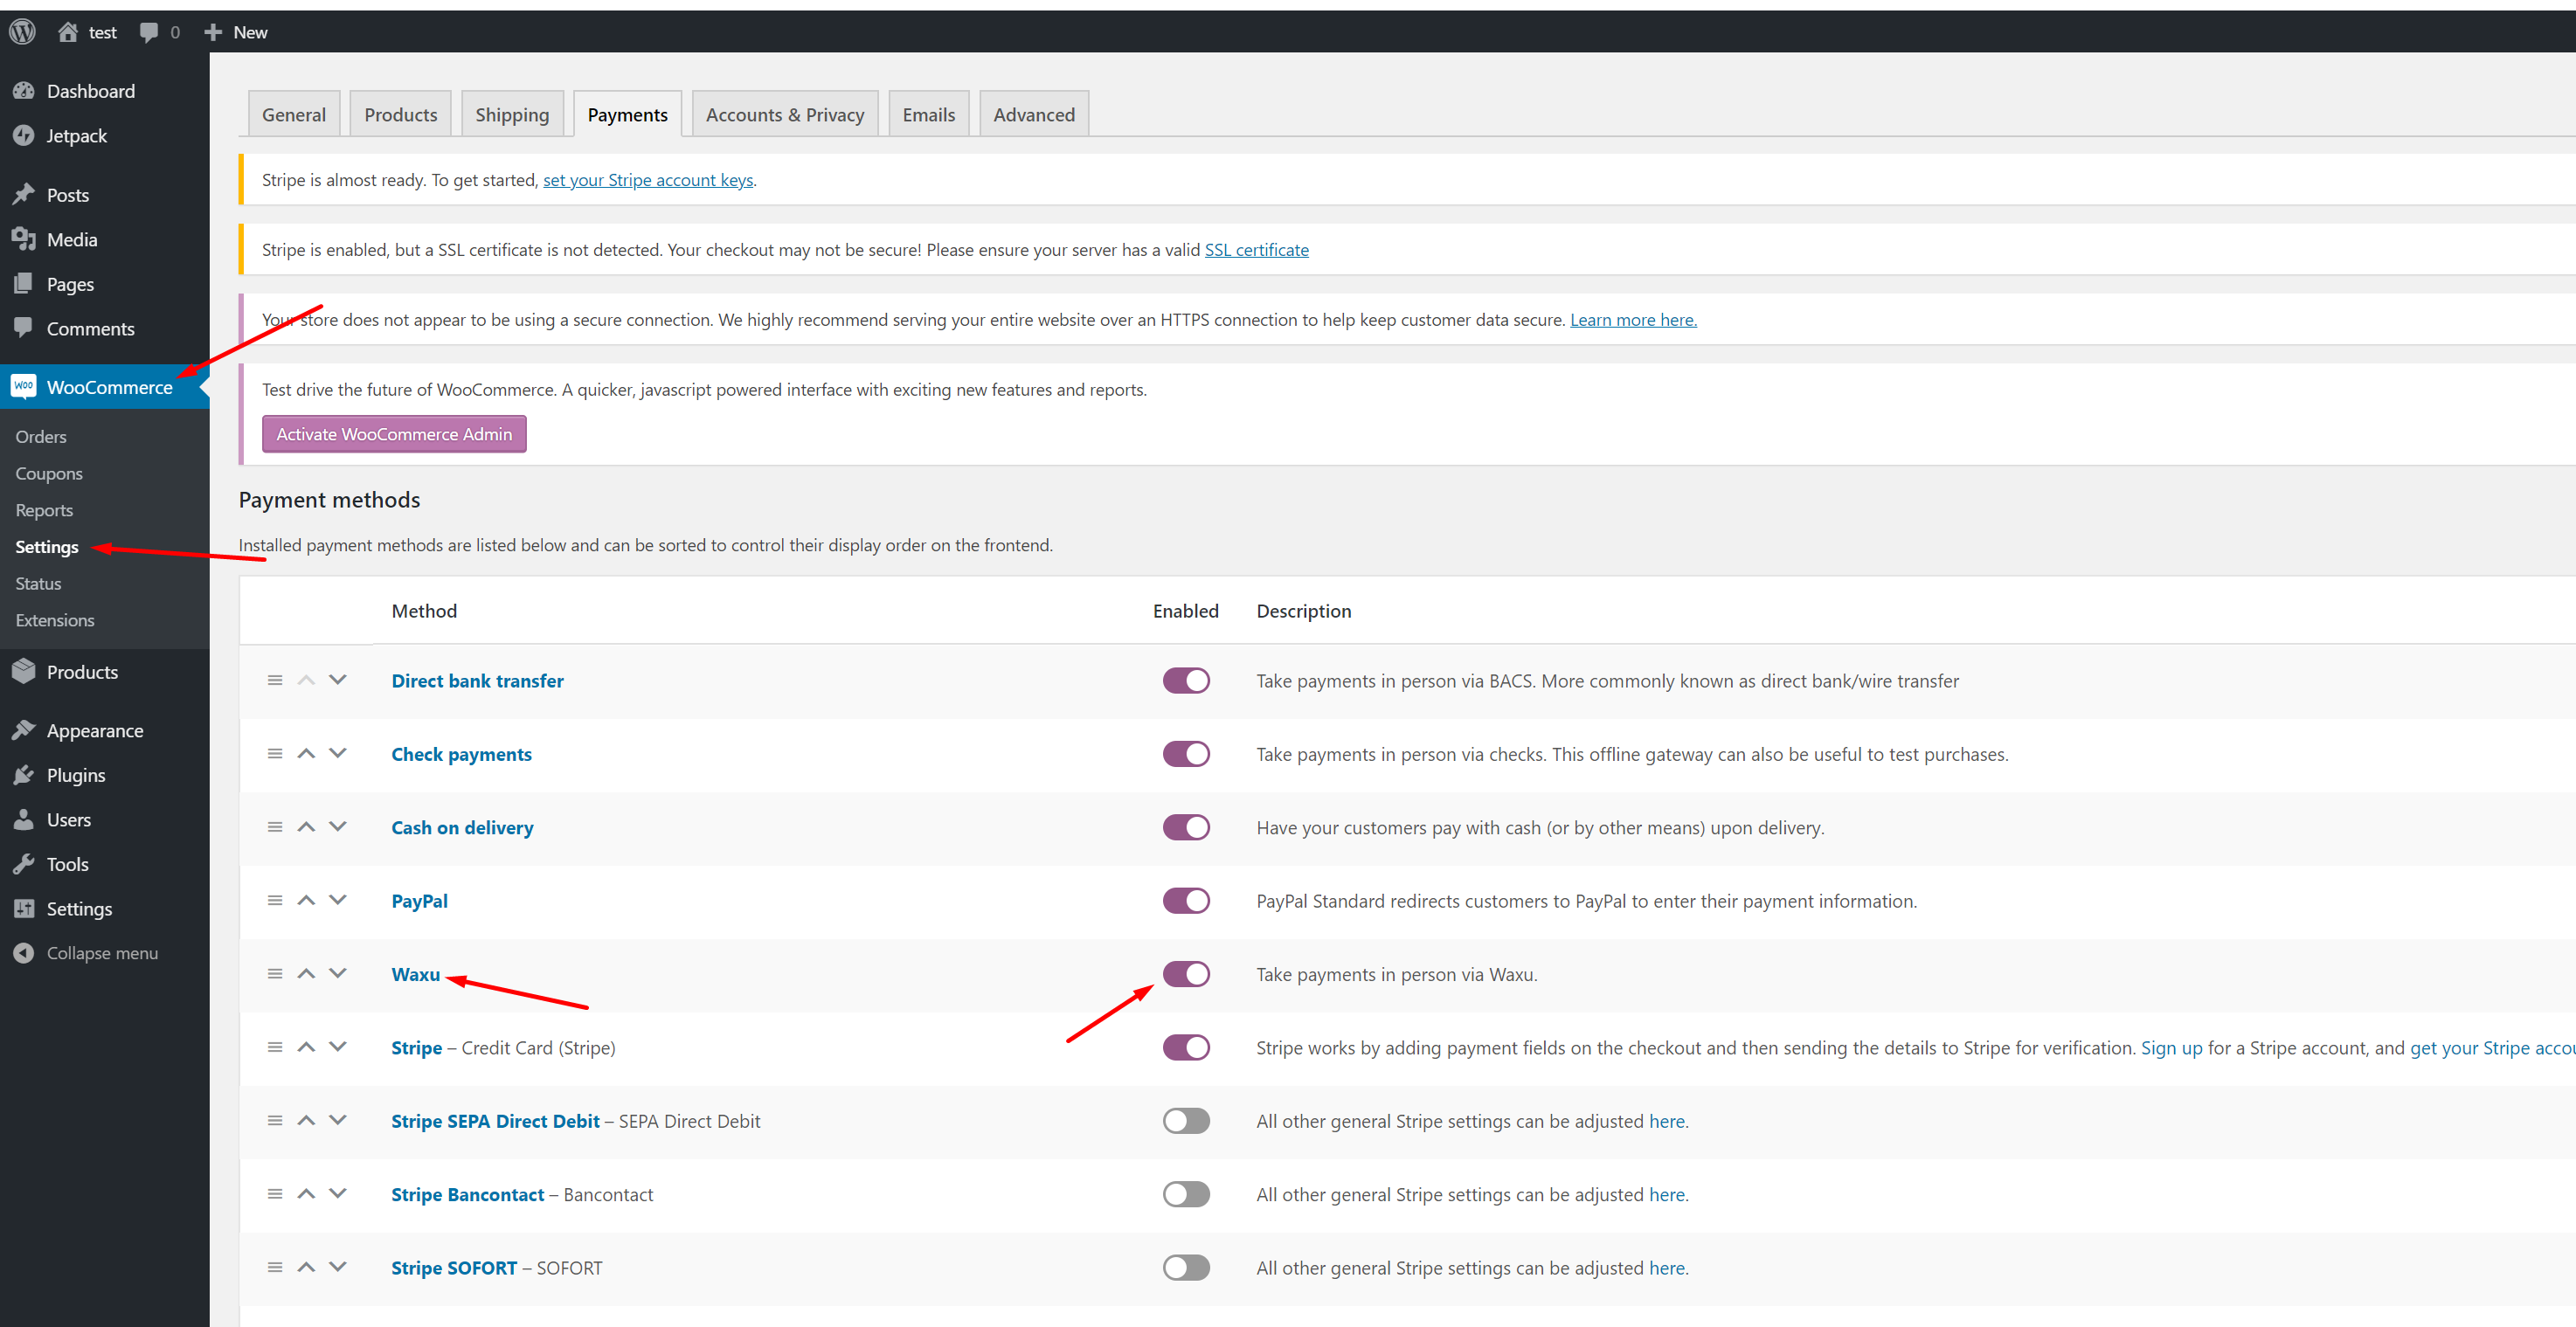 test 0 New
Dashboard
Jetpack
Posts
Media
Pages
Comments
WooCommerce
Orders
Coupons
Reports
Settings
Status
Extensions
Products
Appearance
Plugins
Users
Tools
Settings
Collapse menu
General Products Shipping Payments Accounts & Privacy Emails Advanced
Stripe is almost ready. To get started, set your Stripe account keys.
Stripe is enabled, but a SSL certificate is not detected. Your checkout may not be secure! Please ensure your server has a valid SSL certificate
Your store does not appear to be using a secure connection. We highly recommend serving your entire website over an HTTPS connection to help keep customer data secure. Learn more here.
Test drive the future of WooCommerce. A quicker, javascript powered interface with exciting new features and reports.
Activate WooCommerce Admin
Payment methods
Installed payment methods are listed below and can be sorted to control their display order on the frontend.
Method Enabled Description
Direct bank transfer Take payments in person via BACS. More commonly known as direct bank/wire transfer
Check payments Take payments in person via checks. This offline gateway can also be useful to test purchases.
Cash on delivery Have your customers pay with cash (or by other means) upon delivery.
PayPal PayPal Standard redirects customers to PayPal to enter their payment information.
Waxu Take payments in person via Waxu.
Stripe – Credit Card (Stripe) Stripe works by adding payment fields on the checkout and then sending the details to Stripe for verification. Sign up for a Stripe account, and get your Stripe accou
Stripe SEPA Direct Debit – SEPA Direct Debit All other general Stripe settings can be adjusted here.
Stripe Bancontact – Bancontact All other general Stripe settings can be adjusted here.
Stripe SOFORT – SOFORT All other general Stripe settings can be adjusted here.